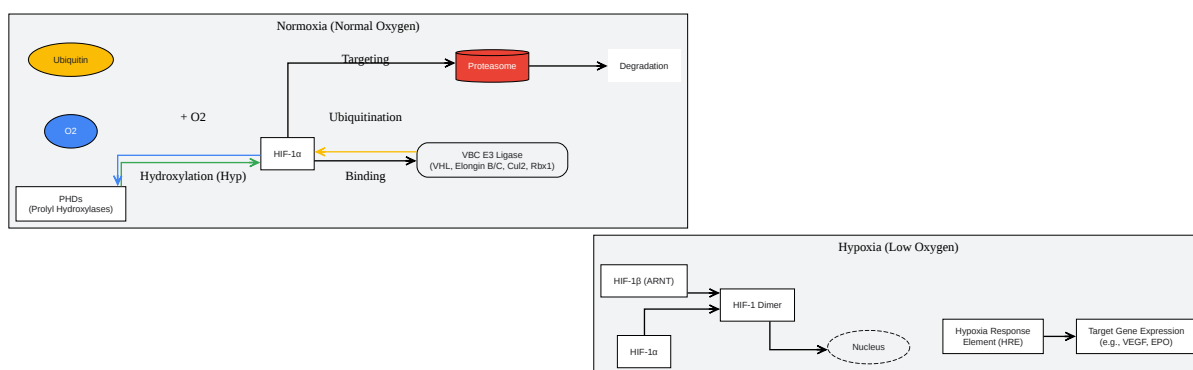 Normoxia (Normal Oxygen)
Ubiquitin
Targeting
Proteasome
Degradation
+ O2
Ubiquitination
O2
HIF-1α
VBC E3 Ligase
(VHL, Elongin B/C, Cul2, Rbx1)
Hydroxylation (Hyp)
Binding
PHDs
(Prolyl Hydroxylases)
Hypoxia (Low Oxygen)
HIF-1β (ARNT)
HIF-1 Dimer
HIF-1α
Nucleus
Hypoxia Response
Element (HRE)
Target Gene Expression
(e.g., VEGF, EPO)